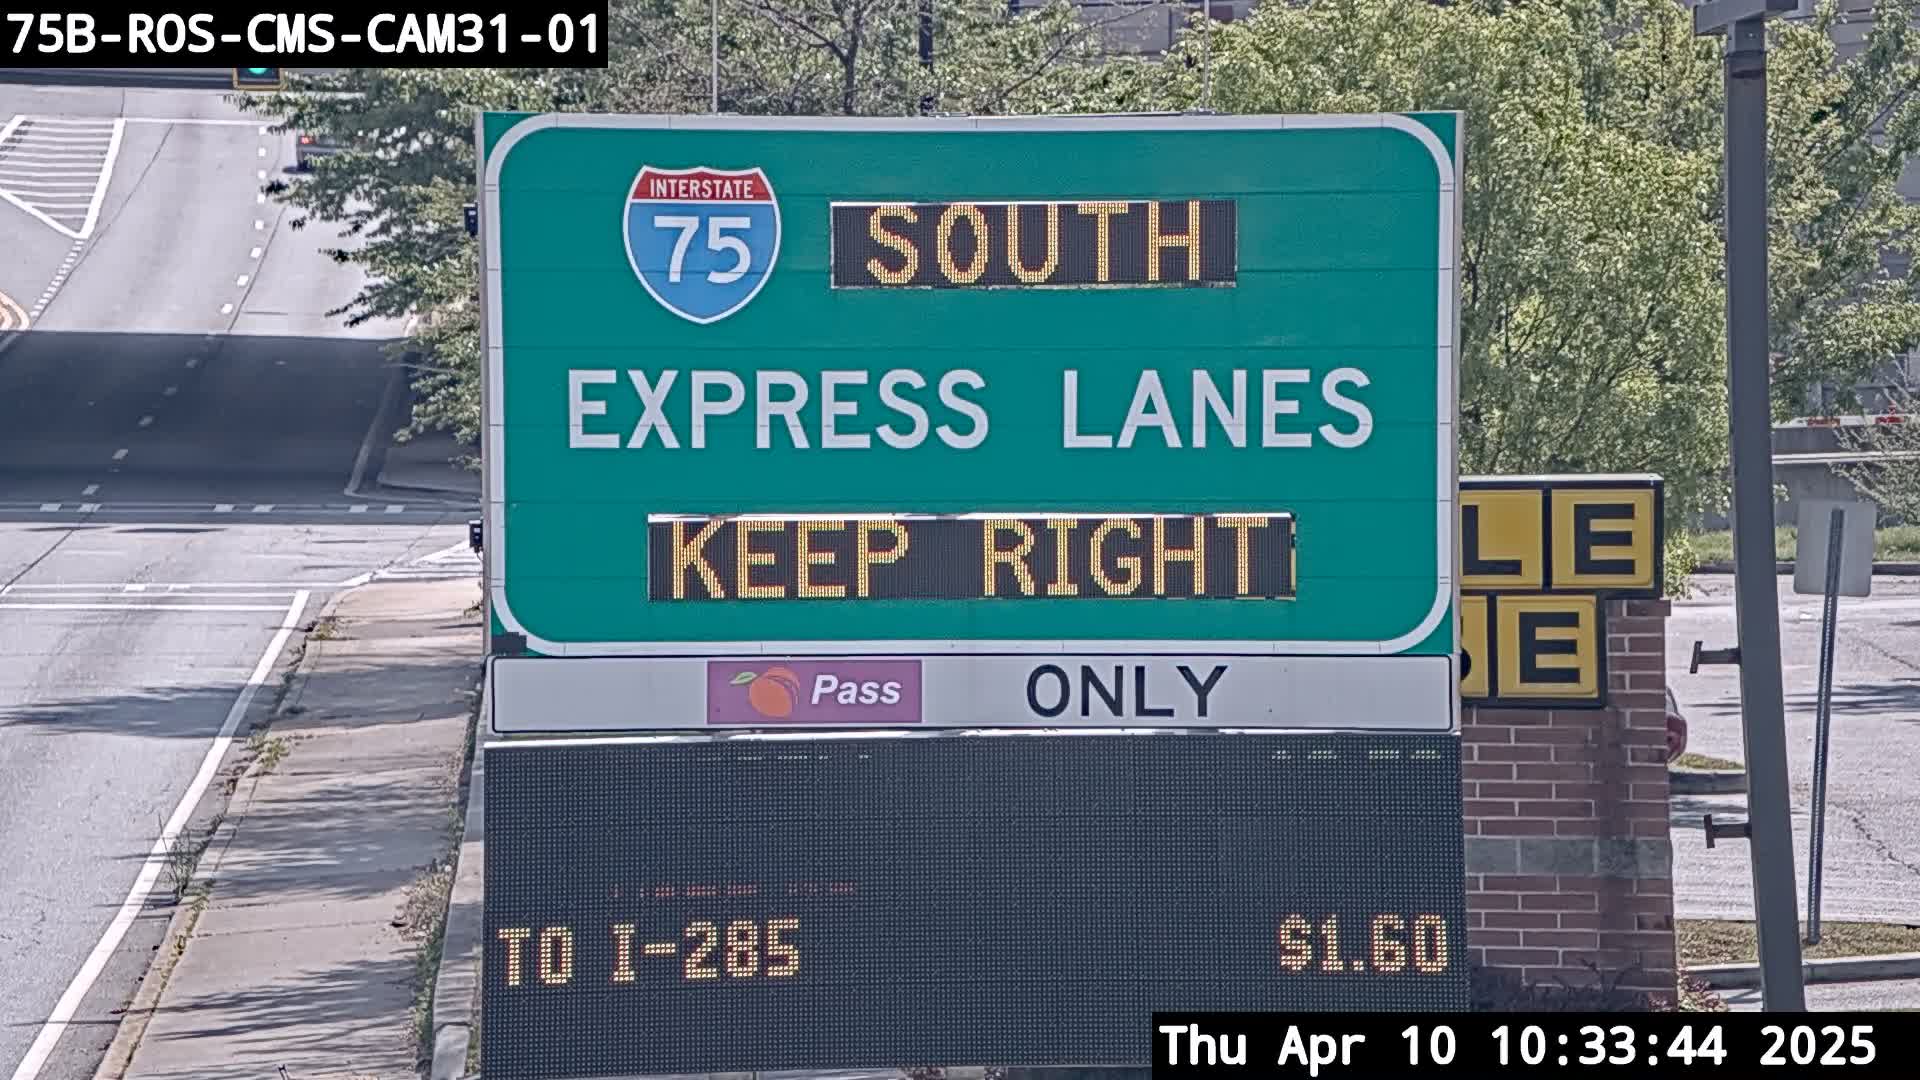 75B-ROS-CMS-CAM31-01
INTERSTATE
75
SOUTH
EXPRESS LANES
KEEP RIGHT
LE
E
Pass ONLY
TO I-285 $1.60
Thu Apr 10 10:33:44 2025